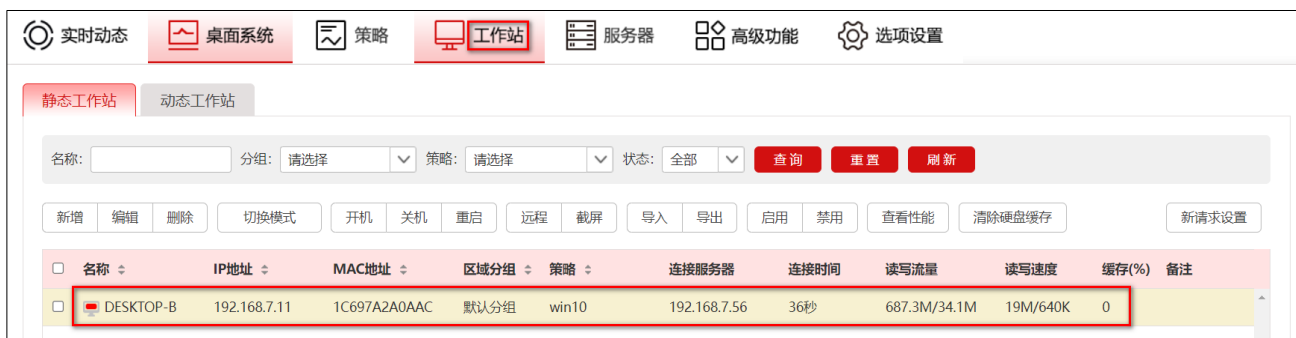 实时动态 桌面系统 策略 工作站 服务器 高级功能 选项设置
静态工作站 动态工作站
名称: 分组: 请选择 策略: 请选择 状态: 全部 查询 重置 刷新
新增 编辑 删除 切换模式 开机 关机 重启 远程 截屏 导入 导出 启用 禁用 查看性能 清除硬盘缓存 新请求设置
名称 IP地址 MAC地址 区域分组 策略 连接服务器 连接时间 读写流量 读写速度 缓存(%) 备注
DESKTOP-B 192.168.7.11 1C697A2A0AAC 默认分组 win10 192.168.7.56 36秒 687.3M/34.1M 19M/640K 0